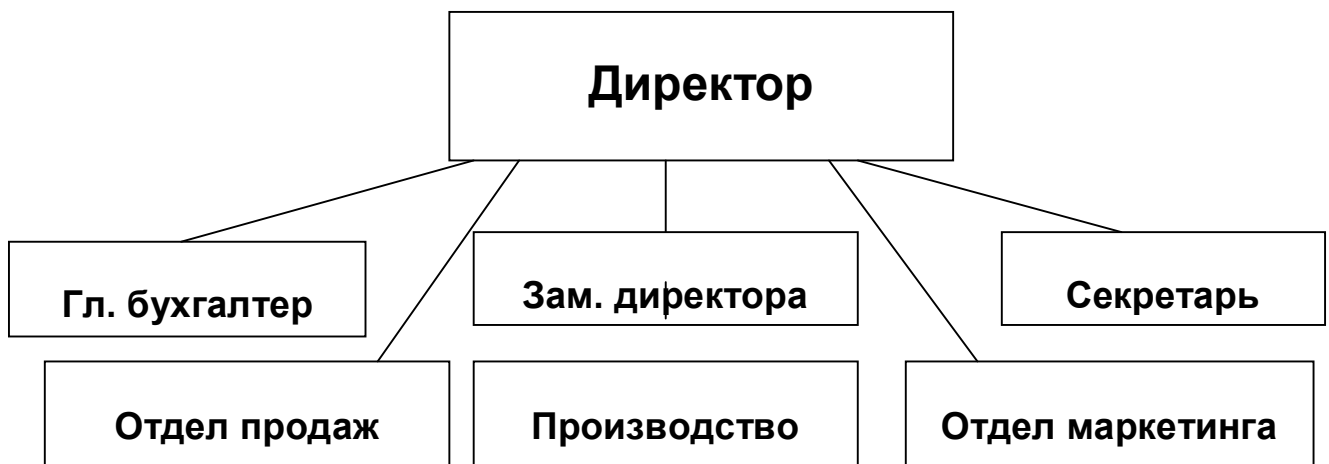 Директор
Гл. бухгалтер
Зам. директора
Секретарь
Отдел продаж
Производство
Отдел маркетинга